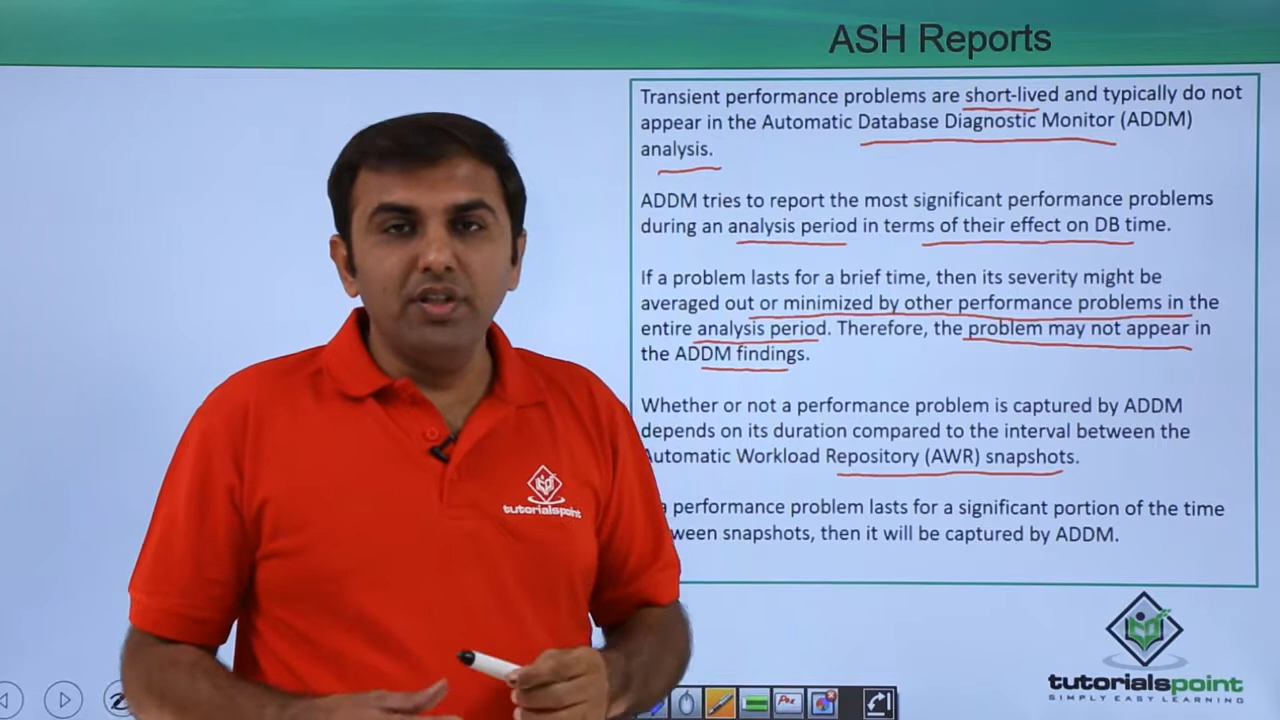 ASH Reports
Transient performance problems are short-lived and typically do not
appear in the Automatic Database Diagnostic Monitor (ADDM)
analysis.
ADDM tries to report the most significant performance problems
during an analysis period in terms of their effect on DB time.
If a problem lasts for a brief time, then its severity might be
averaged out or minimized by other performance problems in the
entire analysis period. Therefore, the problem may not appear in
the ADDM findings.
Whether or not a performance problem is captured by ADDM
depends on its duration compared to the interval between the
Automatic Workload Repository (AWR) snapshots.
a performance problem lasts for a significant portion of the time
ween snapshots, then it will be captured by ADDM.
tutorialspoint
tutorialspoint
SIMPLY EASY LEARNING